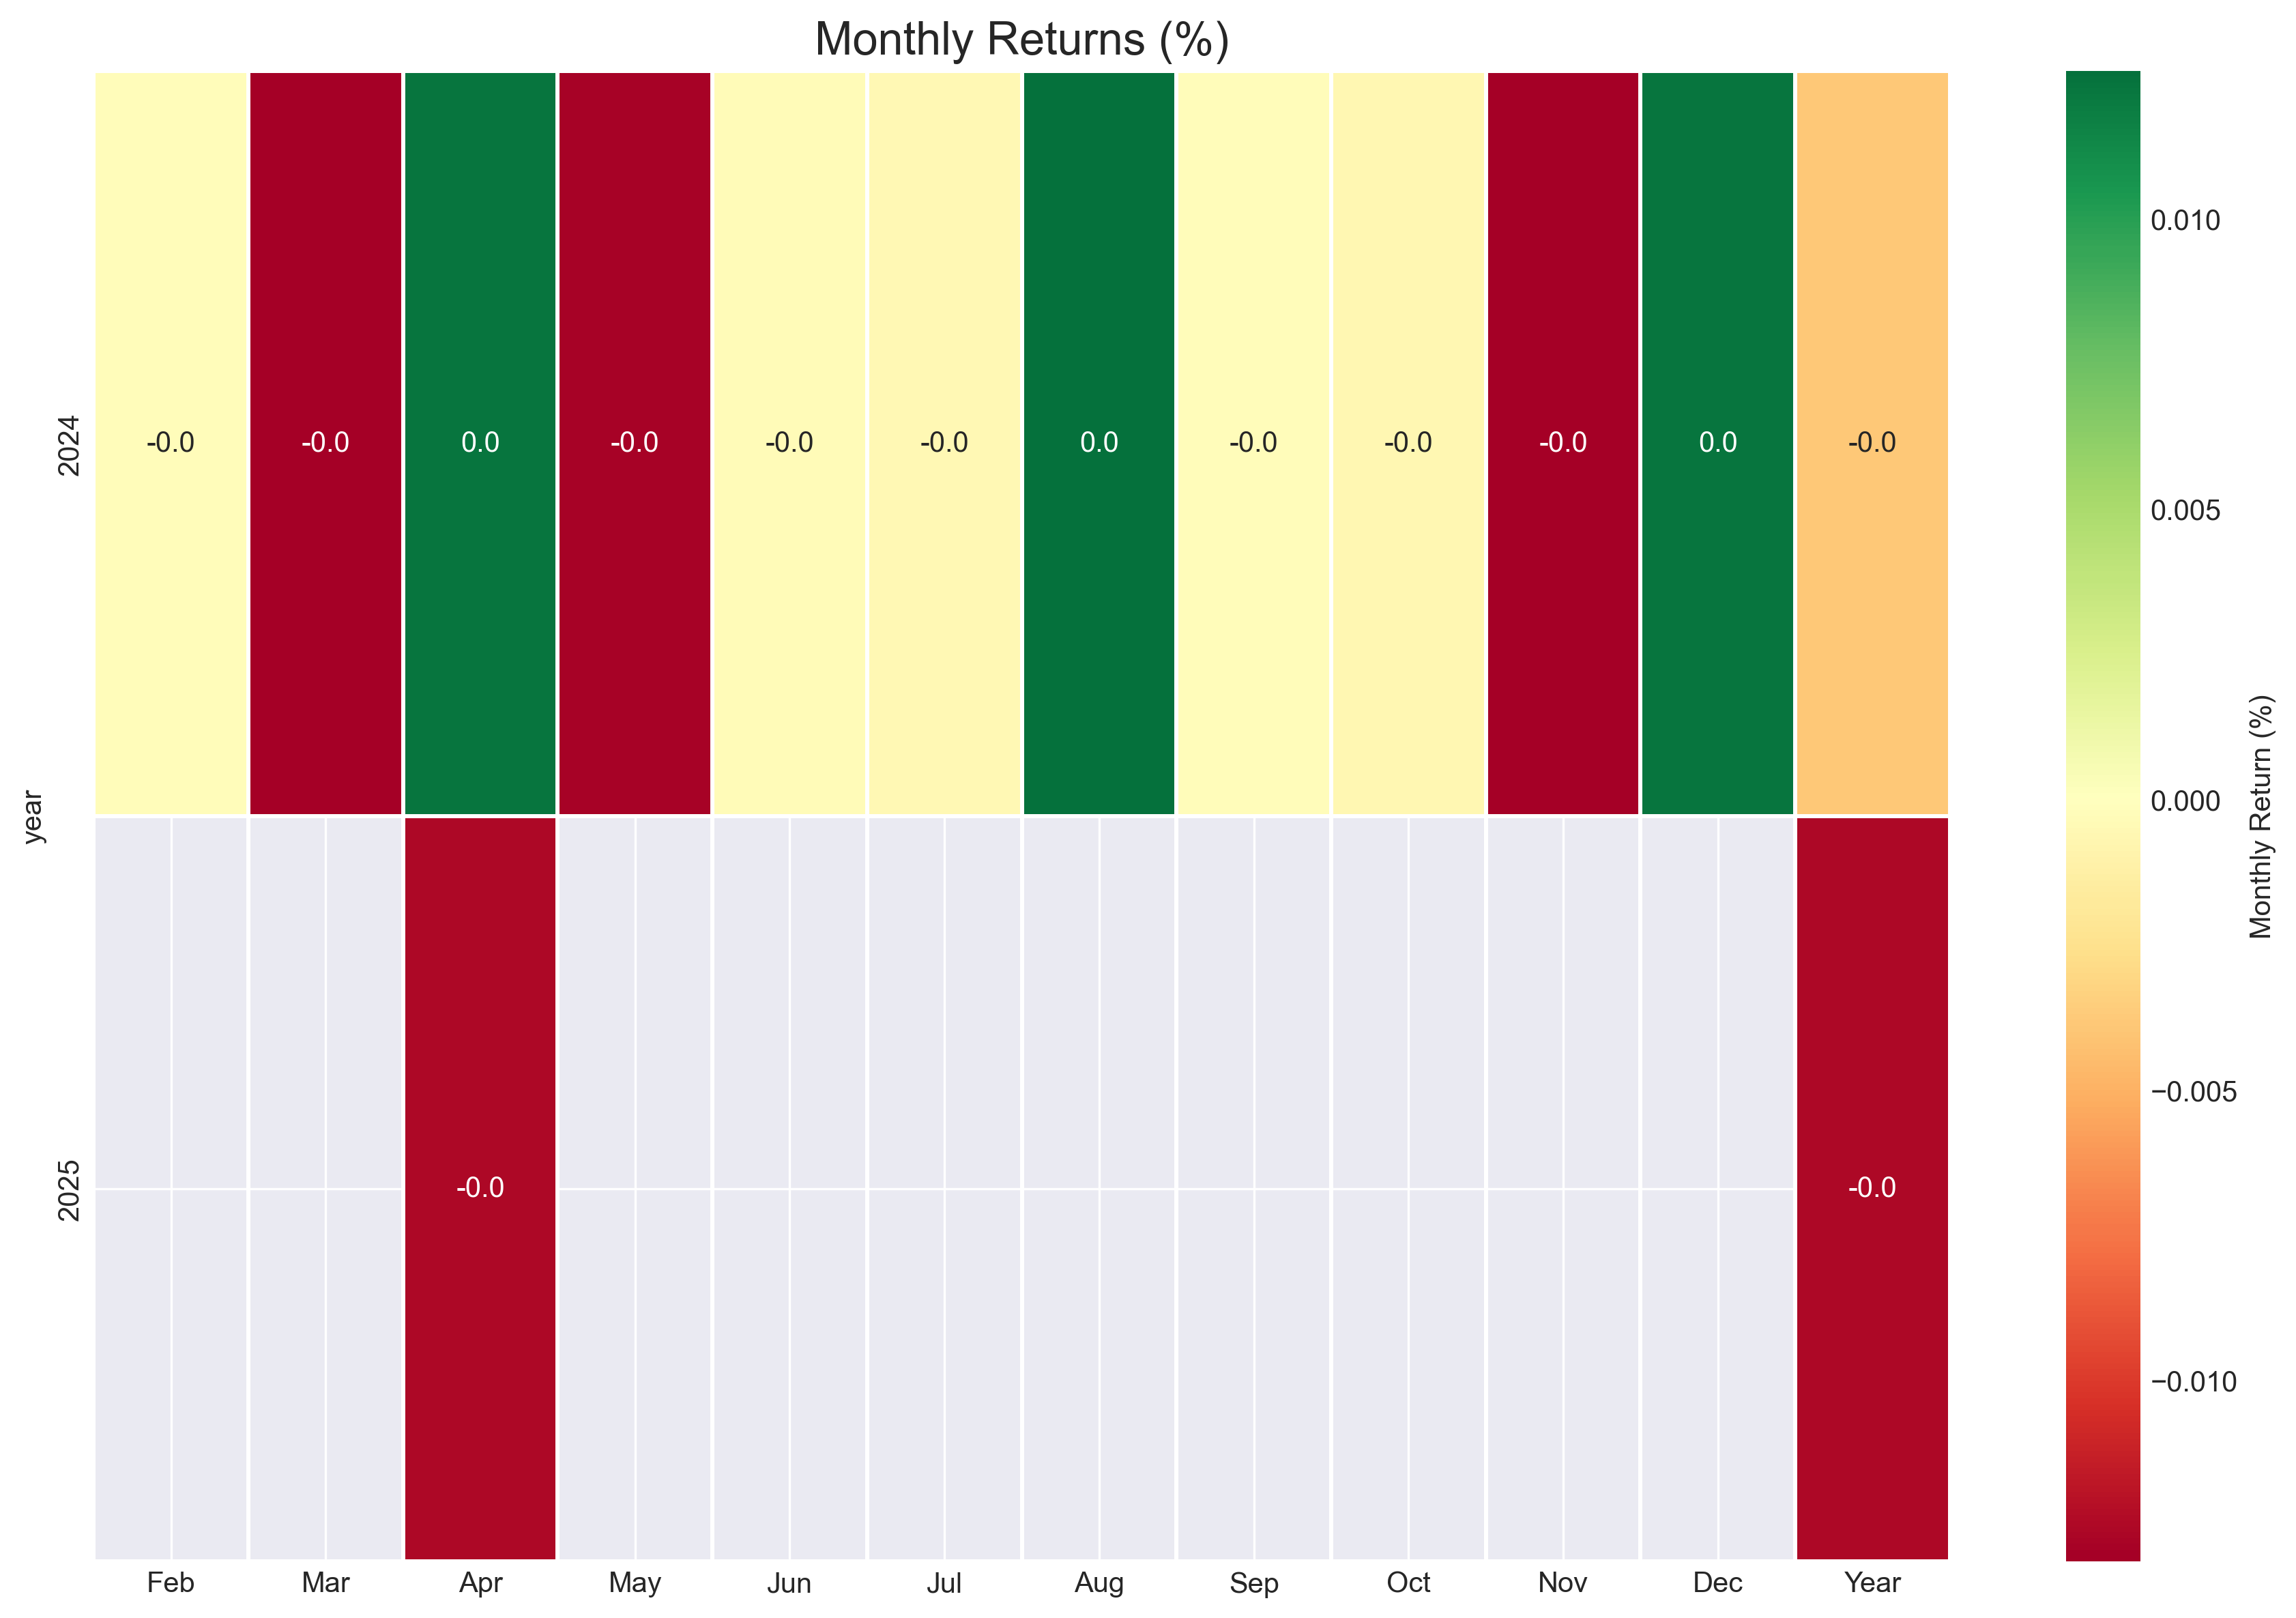 Monthly Returns (%)
year
2024
-0.0 -0.0 0.0 -0.0 -0.0 -0.0 0.0 -0.0 -0.0 -0.0 0.0 -0.0
2025
-0.0 -0.0
Feb Mar Apr May Jun Jul Aug Sep Oct Nov Dec Year
0.010
0.005
0.000
−0.005
−0.010
Monthly Return (%)